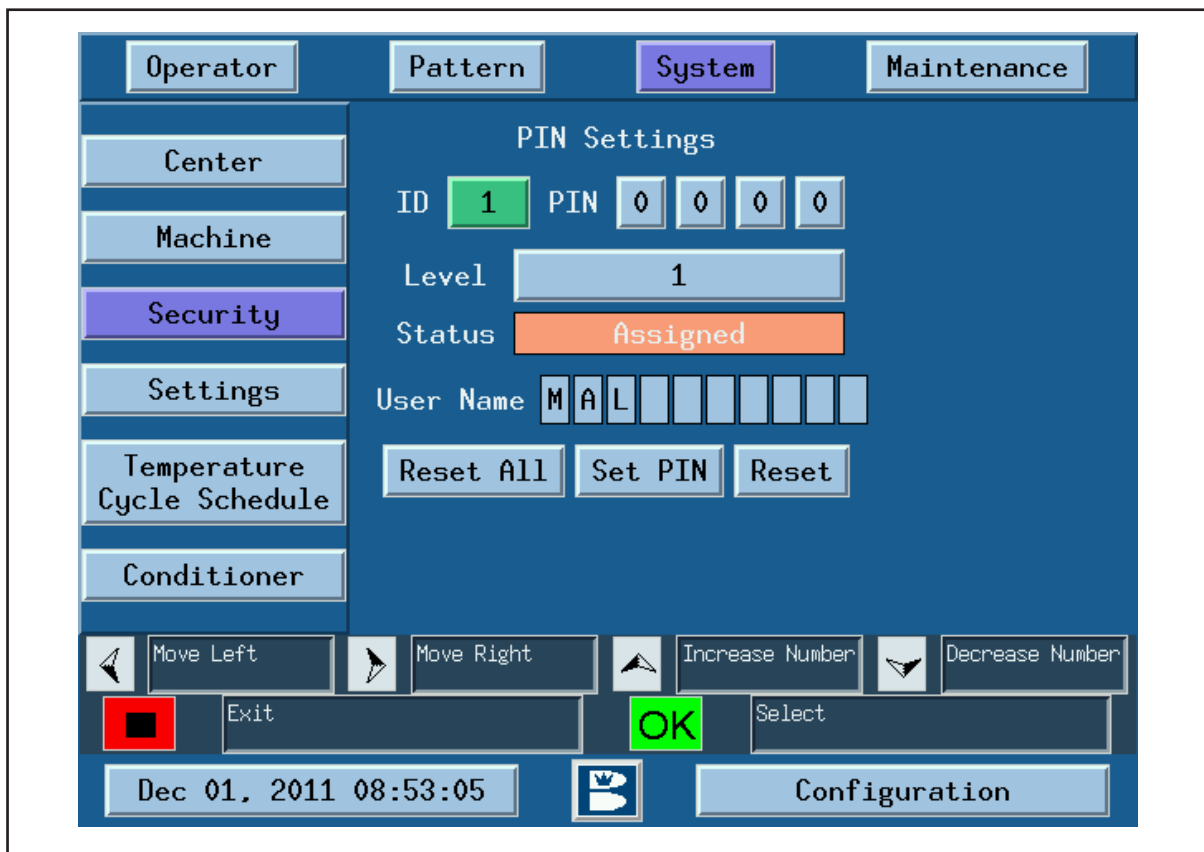 Operator Pattern System Maintenance
Center
Machine
Security
Settings
Temperature
Cycle Schedule
Conditioner
PIN Settings
ID 1 PIN 0 0 0 0
Level 1
Status Assigned
User Name M A L
Reset All Set PIN Reset
Move Left Move Right Increase Number Decrease Number
Exit OK Select
Dec 01, 2011 08:53:05 Configuration